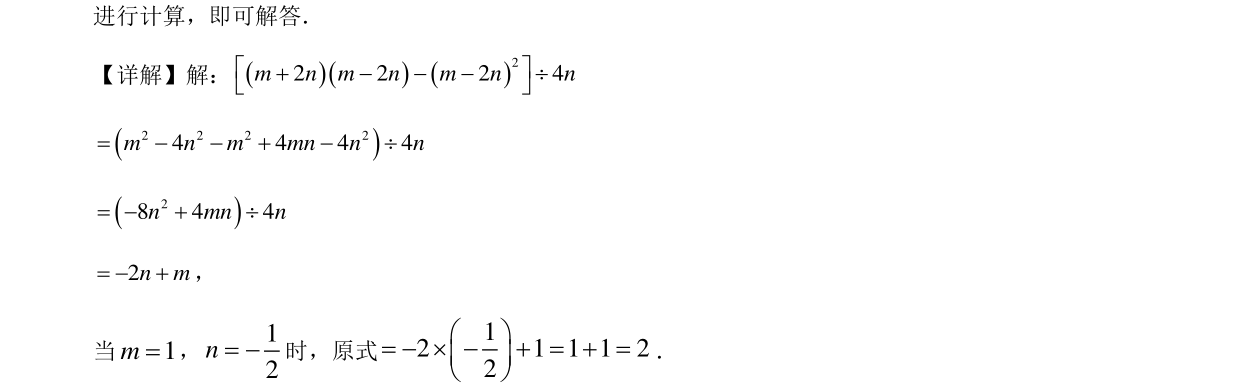 进行计算，即可解答．
【详解】解：[(m+2n)(m−2n)−(m−2n)²]÷4n
=(m²−4n²−m²+4mn−4n²)÷4n
=(−8n²+4mn)÷4n
=−2n+m，
当m=1，n=−1/2时，原式=−2×(−1/2)+1=1+1=2．